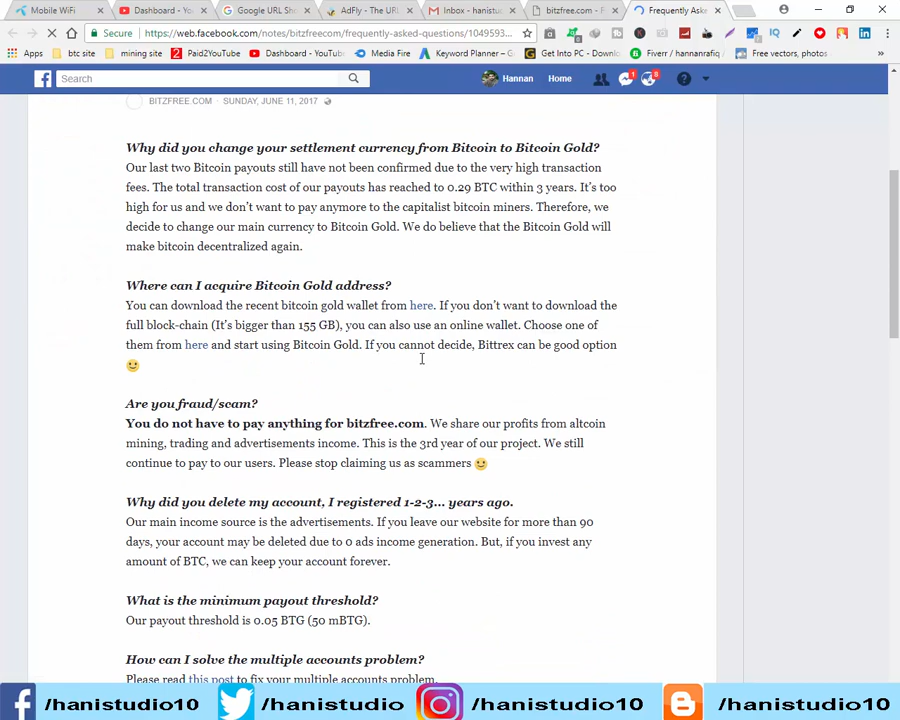 Mobile WiFi
Dashboard - Yo
Google URL Sho
AdFly - The URL
Inbox - hanistud
bitzfree.com - F
Frequently Aske
Secure
https://web.facebook.com/notes/bitzfreecom/frequently-asked-questions/1049593...
Apps
btc site
mining site
Paid2YouTube
Dashboard - YouTub
Media Fire
Keyword Planner – G
Get Into PC - Downlo
Fiverr / hannanrafiq /
Free vectors, photos
Search
Hannan
Home
1
8
BITZFREE.COM · SUNDAY, JUNE 11, 2017
Why did you change your settlement currency from Bitcoin to Bitcoin Gold?
Our last two Bitcoin payouts still have not been confirmed due to the very high transaction
fees. The total transaction cost of our payouts has reached to 0.29 BTC within 3 years. It's too
high for us and we don't want to pay anymore to the capitalist bitcoin miners. Therefore, we
decide to change our main currency to Bitcoin Gold. We do believe that the Bitcoin Gold will
make bitcoin decentralized again.
Where can I acquire Bitcoin Gold address?
You can download the recent bitcoin gold wallet from here. If you don't want to download the
full block-chain (It's bigger than 155 GB), you can also use an online wallet. Choose one of
them from here and start using Bitcoin Gold. If you cannot decide, Bittrex can be good option
🙂
Are you fraud/scam?
You do not have to pay anything for bitzfree.com. We share our profits from altcoin
mining, trading and advertisements income. This is the 3rd year of our project. We still
continue to pay to our users. Please stop claiming us as scammers 🙂
Why did you delete my account, I registered 1-2-3... years ago.
Our main income source is the advertisements. If you leave our website for more than 90
days, your account may be deleted due to 0 ads income generation. But, if you invest any
amount of BTC, we can keep your account forever.
What is the minimum payout threshold?
Our payout threshold is 0.05 BTG (50 mBTG).
How can I solve the multiple accounts problem?
Please read this post to fix your multiple accounts problem.
/hanistudio10
/hanistudio
/hanistudio10
/hanistudio10